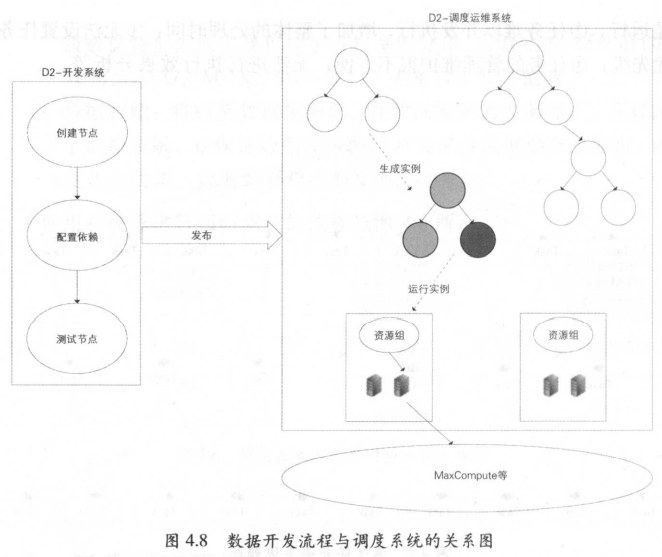 D2-调度运维系统
D2-开发系统
创建节点
配置依赖
测试节点
发布
生成实例
运行实例
资源组
资源组
MaxCompute等
图 4.8 数据开发流程与调度系统的关系图